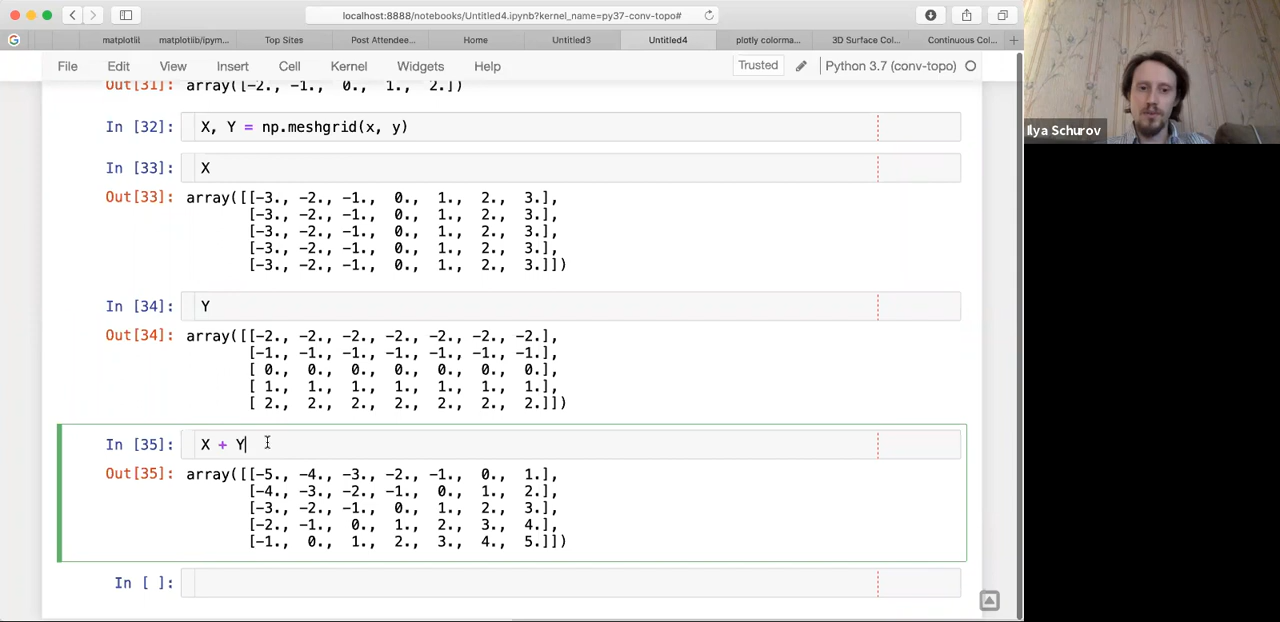 localhost:8888/notebooks/Untitled4.ipynb?kernel_name=py37-conv-topo#
matplotlil
matplotlib/ipym...
Top Sites
Post Attendee...
Home
Untitled3
Untitled4
plotly colorma...
3D Surface Col...
Continuous Col...
File Edit View Insert Cell Kernel Widgets Help
Trusted
Python 3.7 (conv-topo)
Out[31]: array([-2., -1., 0., 1., 2.])
In [32]: X, Y = np.meshgrid(x, y)
In [33]: X
Out[33]: array([[-3., -2., -1., 0., 1., 2., 3.],
[-3., -2., -1., 0., 1., 2., 3.],
[-3., -2., -1., 0., 1., 2., 3.],
[-3., -2., -1., 0., 1., 2., 3.],
[-3., -2., -1., 0., 1., 2., 3.]])
In [34]: Y
Out[34]: array([[-2., -2., -2., -2., -2., -2., -2.],
[-1., -1., -1., -1., -1., -1., -1.],
[ 0., 0., 0., 0., 0., 0., 0.],
[ 1., 1., 1., 1., 1., 1., 1.],
[ 2., 2., 2., 2., 2., 2., 2.]])
In [35]: X + Y
Out[35]: array([[-5., -4., -3., -2., -1., 0., 1.],
[-4., -3., -2., -1., 0., 1., 2.],
[-3., -2., -1., 0., 1., 2., 3.],
[-2., -1., 0., 1., 2., 3., 4.],
[-1., 0., 1., 2., 3., 4., 5.]])
In [ ]:
Ilya Schurov